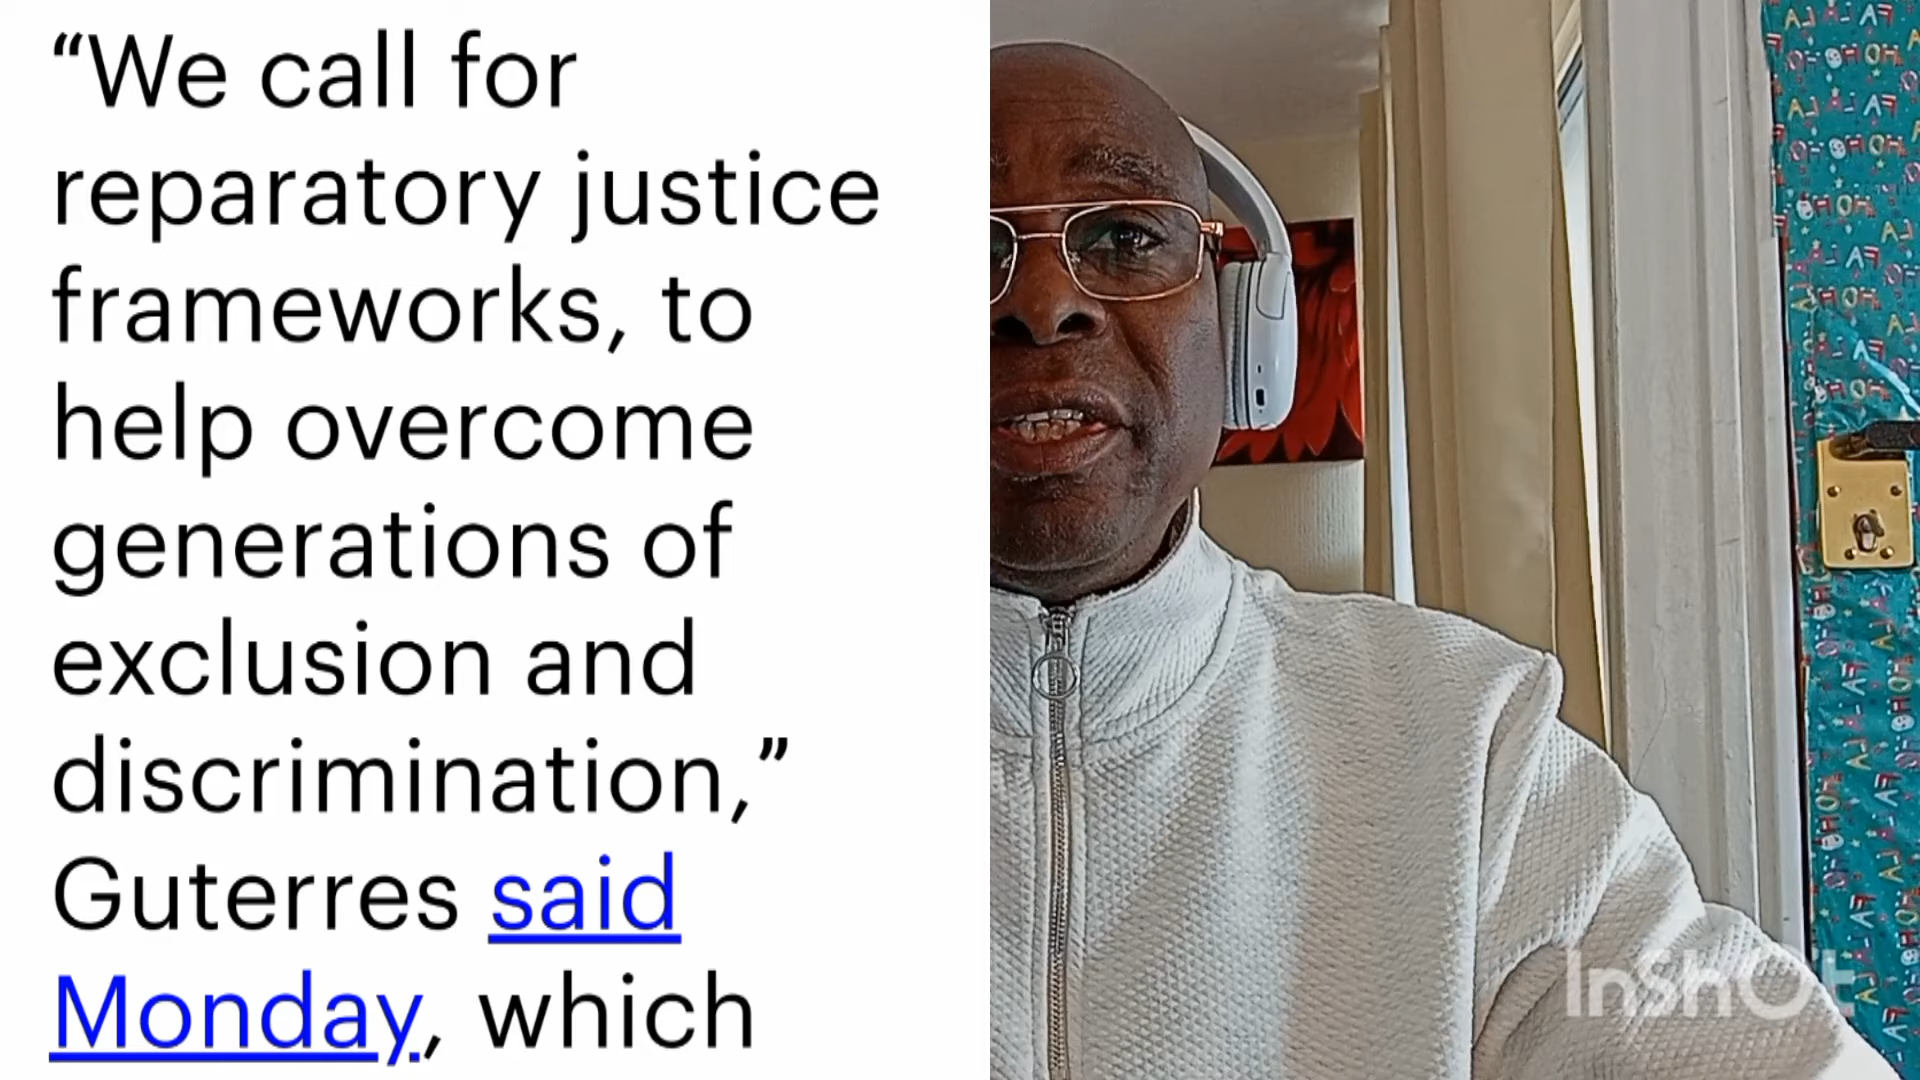 “We call for
reparatory justice
frameworks, to
help overcome
generations of
exclusion and
discrimination,”
Guterres said
Monday, which
InShOt